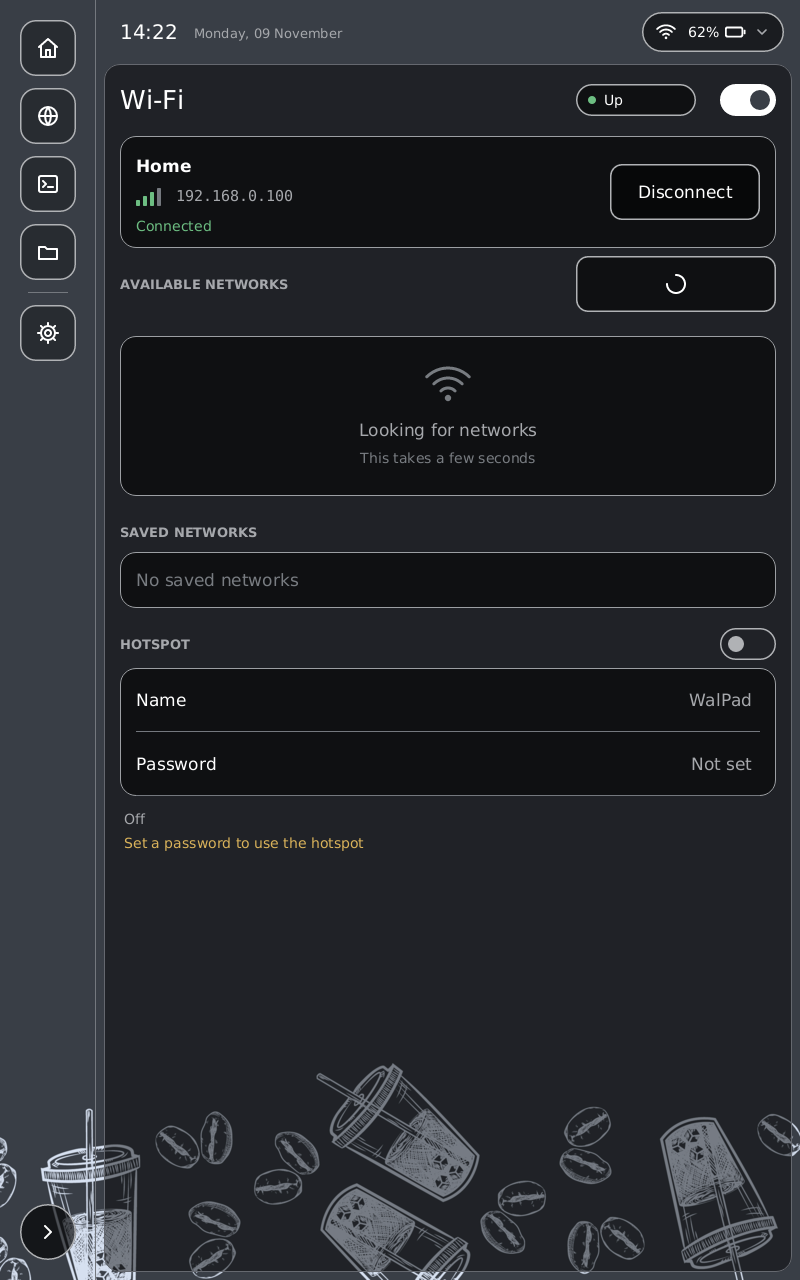 14:22
Monday, 09 November
62%
Wi-Fi
Up
Home
192.168.0.100
Connected
Disconnect
AVAILABLE NETWORKS
Looking for networks
This takes a few seconds
SAVED NETWORKS
No saved networks
HOTSPOT
Name
WalPad
Password
Not set
Off
Set a password to use the hotspot